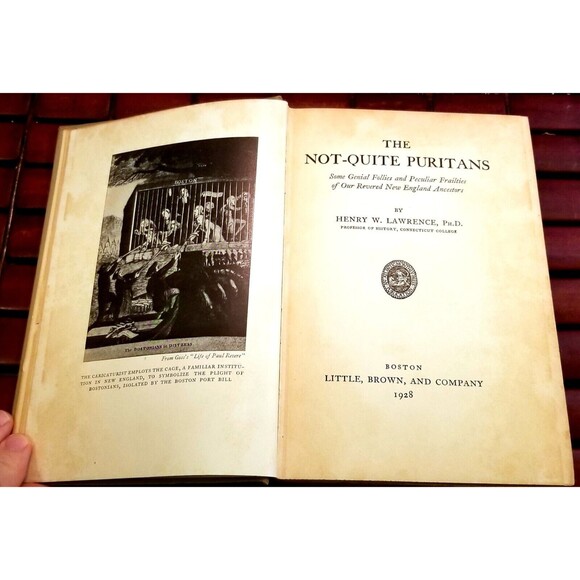 BOSTON
The BOSTONIANS in DISTRESS
From Goss's "Life of Paul Revere"
THE CARICATURIST EMPLOYS THE CAGE, A FAMILIAR INSTITU-
TION IN NEW ENGLAND, TO SYMBOLIZE THE PLIGHT OF
BOSTONIANS, ISOLATED BY THE BOSTON PORT BILL
THE
NOT-QUITE PURITANS
Some Genial Follies and Peculiar Frailties
of Our Revered New England Ancestors
BY
HENRY W. LAWRENCE, PH.D.
PROFESSOR OF HISTORY, CONNECTICUT COLLEGE
BOSTON
LITTLE, BROWN, AND COMPANY
1928